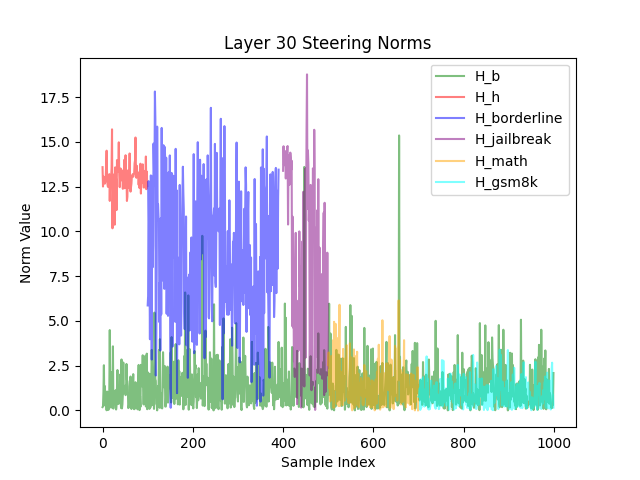 Layer 30 Steering Norms
Norm Value
17.5
15.0
12.5
10.0
7.5
5.0
2.5
0.0
H_b
H_h
H_borderline
H_jailbreak
H_math
H_gsm8k
0
200
400
600
800
1000
Sample Index